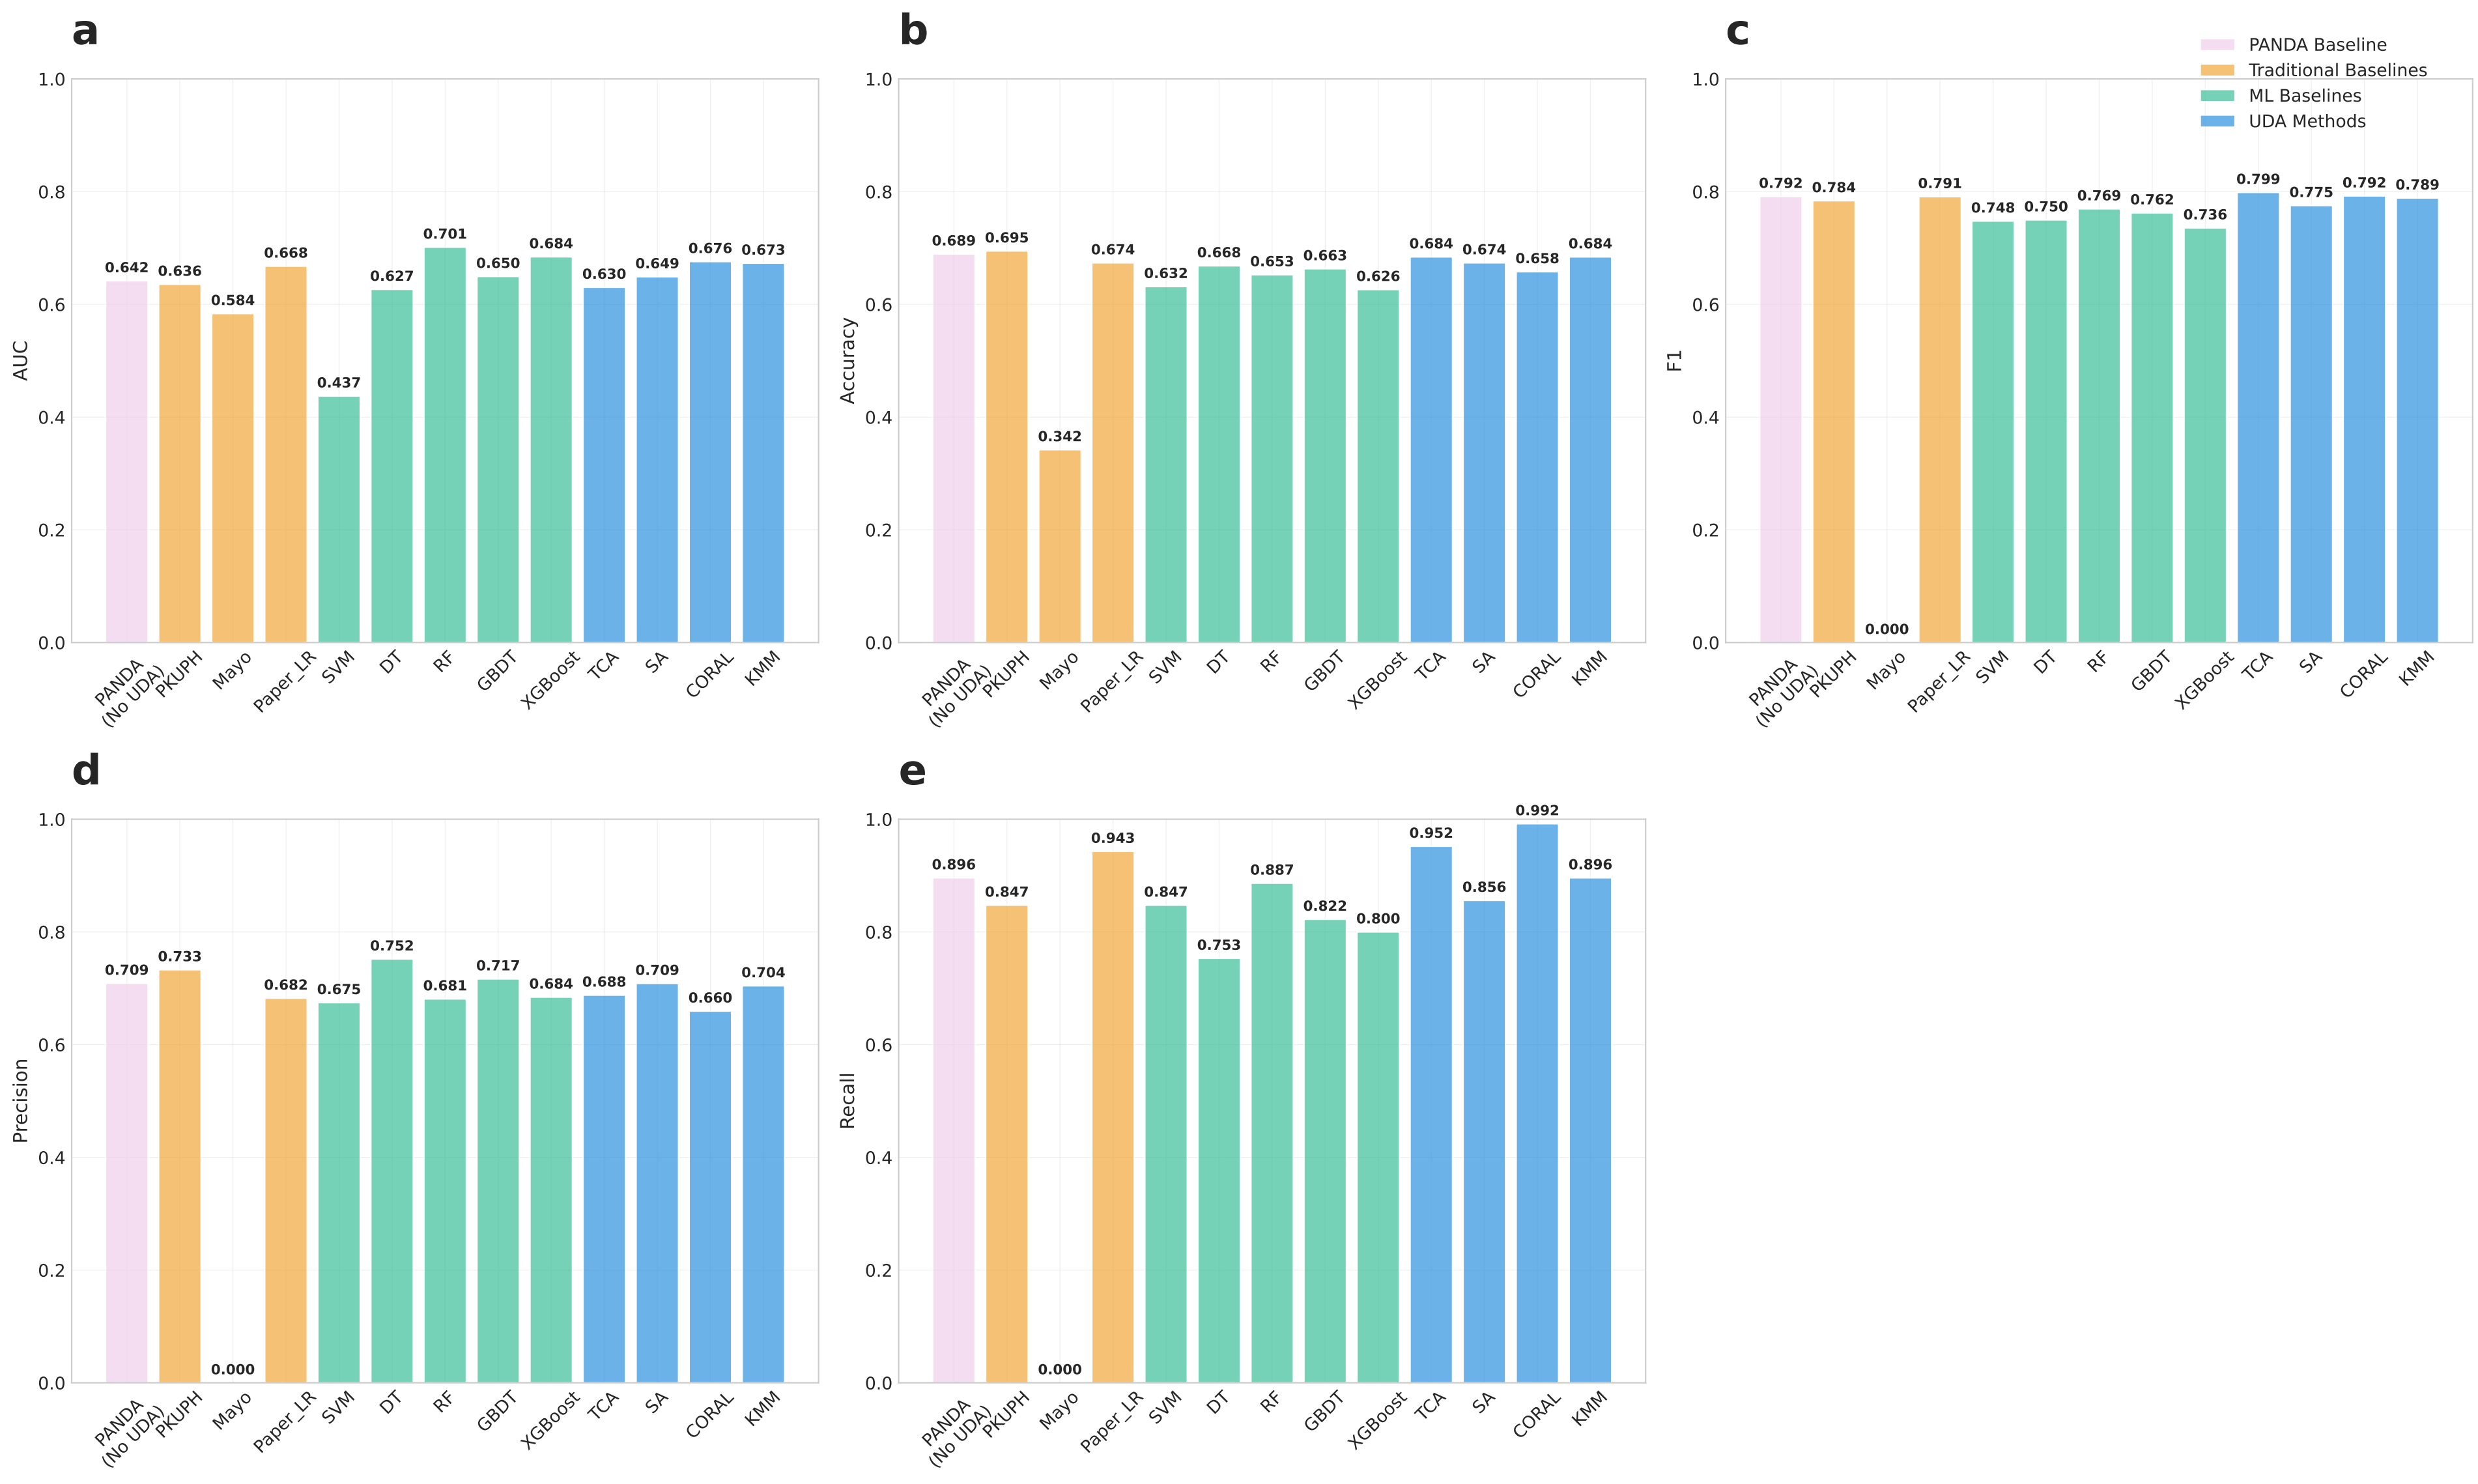 a
1.0
0.8
0.6
0.4
0.2
0.0
AUC
0.642
0.636
0.584
0.668
0.437
0.627
0.701
0.650
0.684
0.630
0.649
0.676
0.673
PANDA
(No UDA)
PKUPH
Mayo
Paper_LR
SVM
DT
RF
GBDT
XGBoost
TCA
SA
CORAL
KMM
b
1.0
0.8
0.6
0.4
0.2
0.0
Accuracy
0.689
0.695
0.342
0.674
0.632
0.668
0.653
0.663
0.626
0.684
0.674
0.658
0.684
PANDA
(No UDA)
PKUPH
Mayo
Paper_LR
SVM
DT
RF
GBDT
XGBoost
TCA
SA
CORAL
KMM
c
PANDA Baseline
Traditional Baselines
ML Baselines
UDA Methods
1.0
0.8
0.6
0.4
0.2
0.0
F1
0.792
0.784
0.000
0.791
0.748
0.750
0.769
0.762
0.736
0.799
0.775
0.792
0.789
PANDA
(No UDA)
PKUPH
Mayo
Paper_LR
SVM
DT
RF
GBDT
XGBoost
TCA
SA
CORAL
KMM
d
1.0
0.8
0.6
0.4
0.2
0.0
Precision
0.709
0.733
0.000
0.682
0.675
0.752
0.681
0.717
0.684
0.688
0.709
0.660
0.704
PANDA
(No UDA)
PKUPH
Mayo
Paper_LR
SVM
DT
RF
GBDT
XGBoost
TCA
SA
CORAL
KMM
e
1.0
0.8
0.6
0.4
0.2
0.0
Recall
0.896
0.847
0.000
0.943
0.847
0.753
0.887
0.822
0.800
0.952
0.856
0.992
0.896
PANDA
(No UDA)
PKUPH
Mayo
Paper_LR
SVM
DT
RF
GBDT
XGBoost
TCA
SA
CORAL
KMM